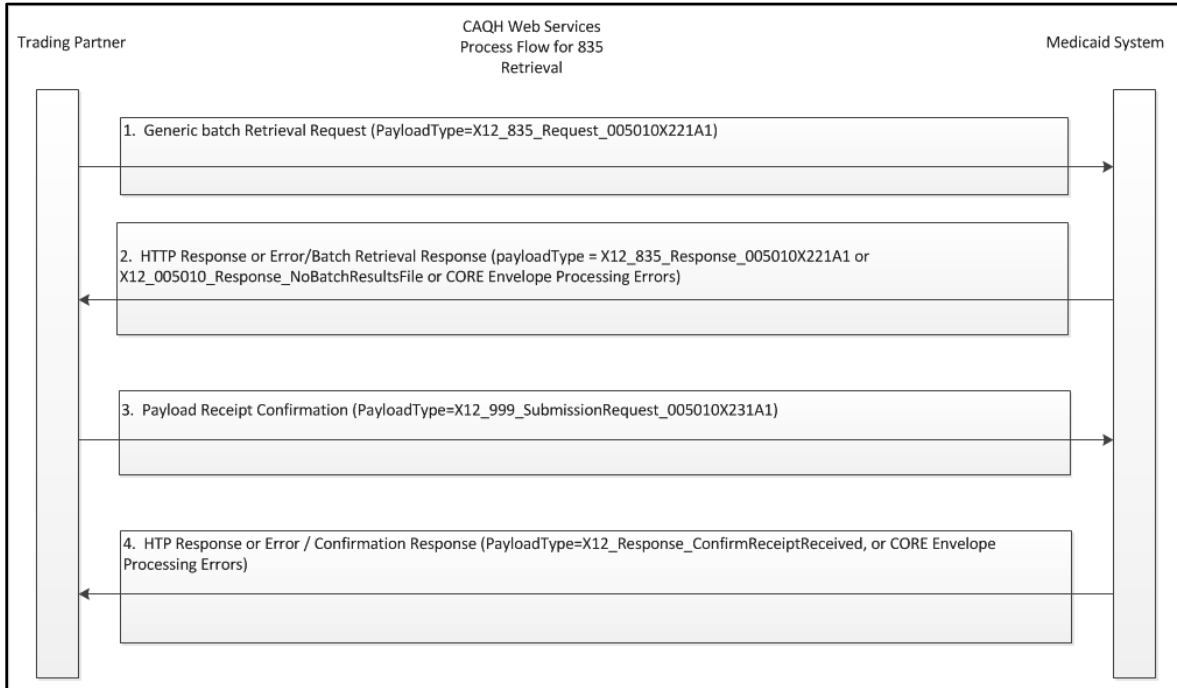 Trading Partner
CAQH Web Services
Process Flow for 835
Retrieval
Medicaid System
1. Generic batch Retrieval Request (PayloadType=X12_835_Request_005010X221A1)
2. HTTP Response or Error/Batch Retrieval Response (payloadType = X12_835_Response_005010X221A1 or
X12_005010_Response_NoBatchResultsFile or CORE Envelope Processing Errors)
3. Payload Receipt Confirmation (PayloadType=X12_999_SubmissionRequest_005010X231A1)
4. HTP Response or Error / Confirmation Response (PayloadType=X12_Response_ConfirmReceiptReceived, or CORE Envelope
Processing Errors)